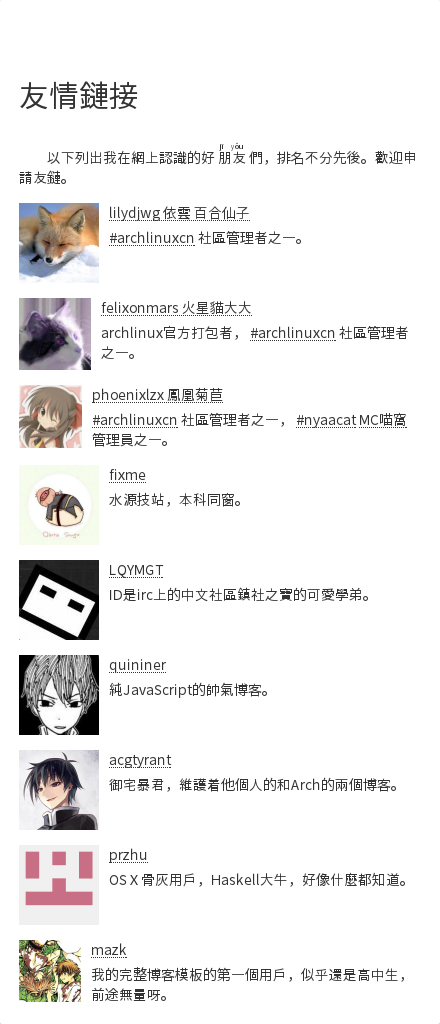 友情鏈接
jī yǒu
以下列出我在網上認識的好 朋友 們，排名不分先後。歡迎申
請友鏈。
lilydjwg 依雲 百合仙子
#archlinuxcn 社區管理者之一。
felixonmars 火星貓大大
archlinux官方打包者， #archlinuxcn 社區管理者
之一。
phoenixlzx 鳳凰菊苣
#archlinuxcn 社區管理者之一， #nyaacat MC喵窩
管理員之一。
fixme
水源技站，本科同窗。
LQYMGT
ID是irc上的中文社區鎮社之寶的可愛學弟。
quininer
純JavaScript的帥氣博客。
acgtyrant
御宅暴君，維護着他個人的和Arch的兩個博客。
przhu
OS X 骨灰用戶，Haskell大牛，好像什麼都知道。
mazk
我的完整博客模板的第一個用戶，似乎還是高中生，
前途無量呀。